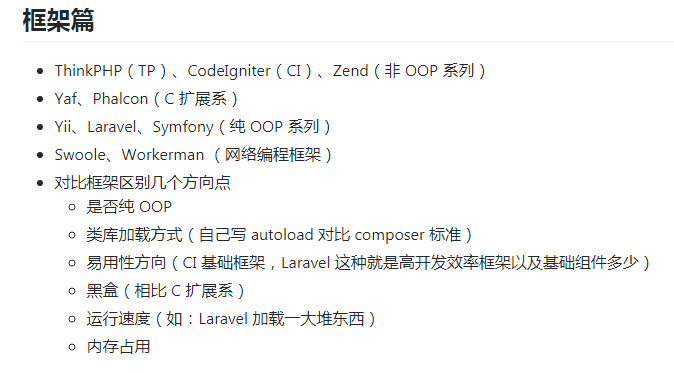 框架篇
ThinkPHP（TP）、CodeIgniter（CI）、Zend（非 OOP 系列）
Yaf、Phalcon（C 扩展系）
Yii、Laravel、Symfony（纯 OOP 系列）
Swoole、Workerman （网络编程框架）
对比框架区别几个方向点
是否纯 OOP
类库加载方式（自己写 autoload 对比 composer 标准）
易用性方向（CI 基础框架，Laravel 这种就是高开发效率框架以及基础组件多少）
黑盒（相比 C 扩展系）
运行速度（如：Laravel 加载一大堆东西）
内存占用